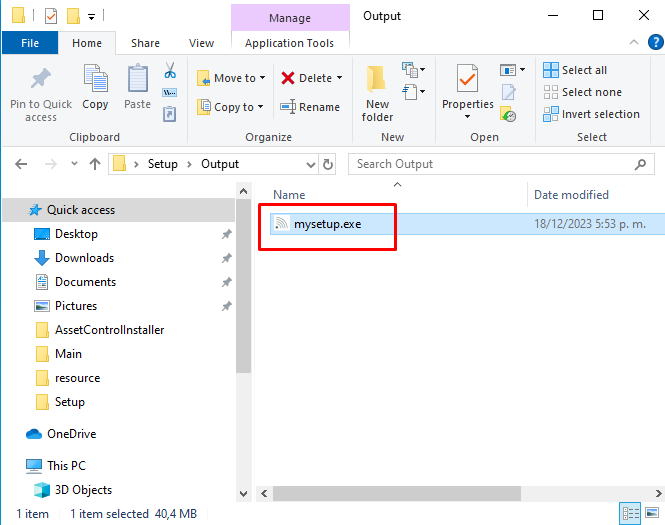 Manage
Output
File
Home
Share
View
Application Tools
Pin to Quick access
Copy
Paste
Move to
Copy to
Delete
Rename
New folder
Properties
Select all
Select none
Invert selection
Clipboard
Organize
New
Open
Select
Setup
Output
Search Output
Name
Date modified
mysetup.exe
18/12/2023 5:53 p. m.
Quick access
Desktop
Downloads
Documents
Pictures
AssetControlInstaller
Main
resource
Setup
OneDrive
This PC
3D Objects
1 item
1 item selected 40,4 MB